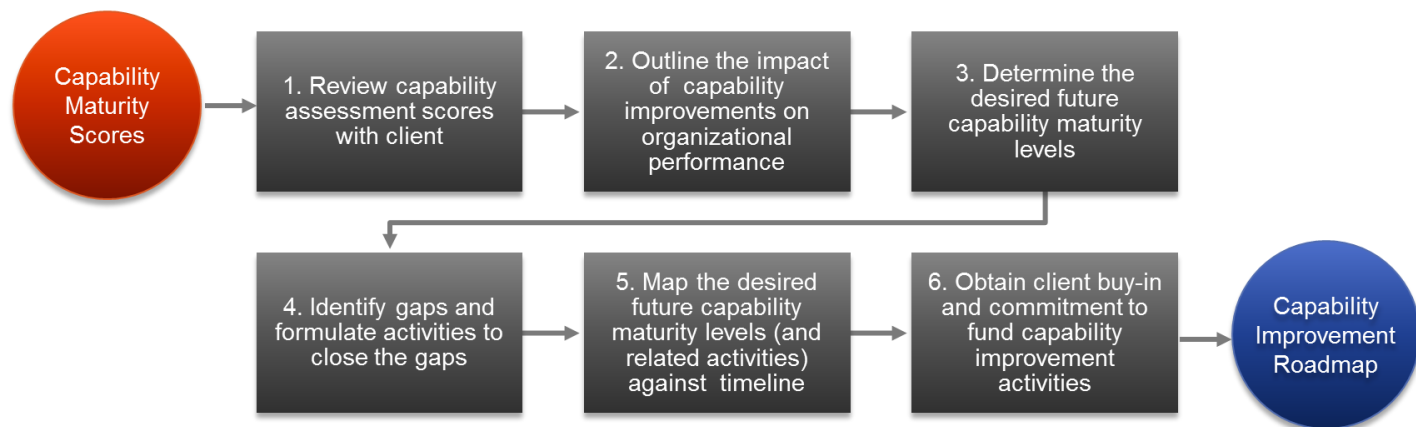 Capability
Maturity
Scores
1. Review capability
assessment scores
with client
2. Outline the impact
of capability
improvements on
organizational
performance
3. Determine the
desired future
capability maturity
levels
4. Identify gaps and
formulate activities to
close the gaps
5. Map the desired
future capability
maturity levels (and
related activities)
against timeline
6. Obtain client buy-in
and commitment to
fund capability
improvement
activities
Capability
Improvement
Roadmap